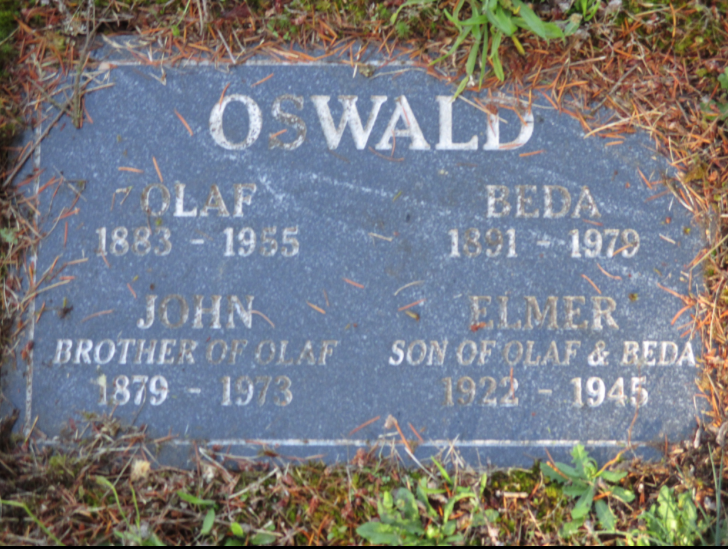 OSWALD
OLAF BEDA
1883 - 1955 1891 - 1979
JOHN ELMER
BROTHER OF OLAF SON OF OLAF & BEDA
1879 - 1973 1922 - 1945